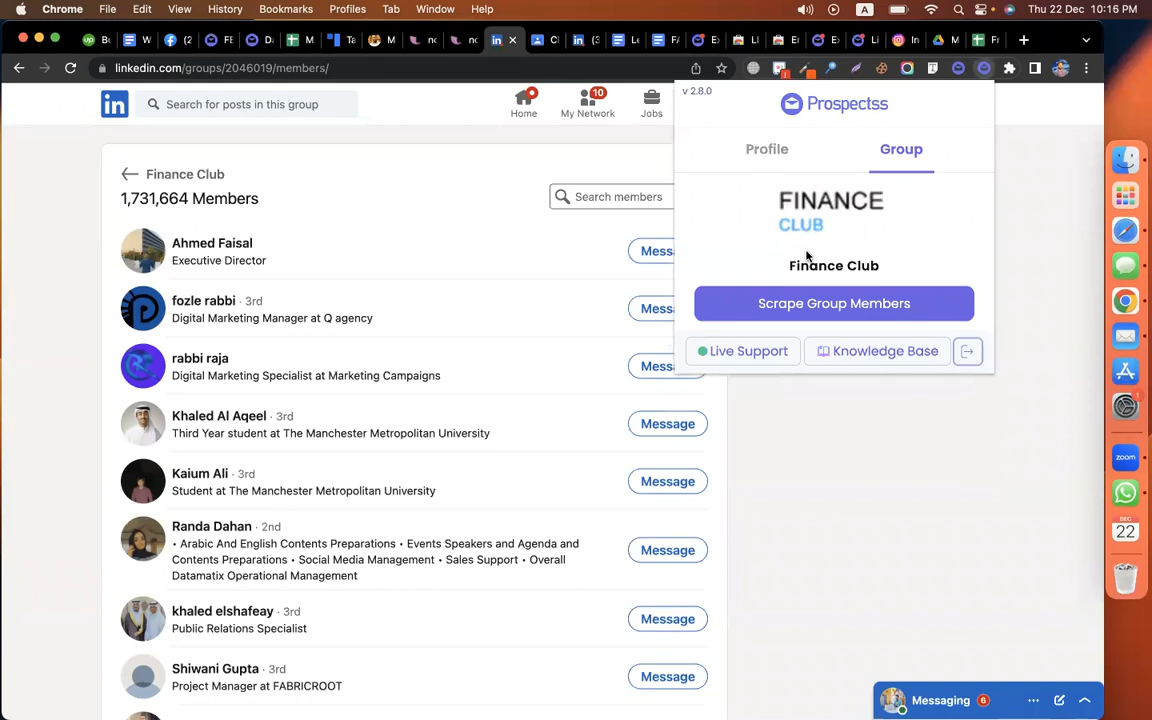 Chrome File Edit View History Bookmarks Profiles Tab Window Help A Thu 22 Dec 10:16 PM
linkedin.com/groups/2046019/members/
in Search for posts in this group
10
Home My Network Jobs
v 2.8.0
Prospectss
Profile Group
FINANCE
CLUB
Finance Club
Scrape Group Members
Live Support Knowledge Base
Finance Club
1,731,664 Members
Search members
Ahmed Faisal
Executive Director
Messa
fozle rabbi · 3rd
Digital Marketing Manager at Q agency
Messa
rabbi raja
Digital Marketing Specialist at Marketing Campaigns
Messa
Khaled Al Aqeel · 3rd
Third Year student at The Manchester Metropolitan University
Message
Kaium Ali · 3rd
Student at The Manchester Metropolitan University
Message
Randa Dahan · 2nd
• Arabic And English Contents Preparations • Events Speakers and Agenda and
Contents Preparations • Social Media Management • Sales Support • Overall
Datamatix Operational Management
Message
khaled elshafeay · 3rd
Public Relations Specialist
Message
Shiwani Gupta · 3rd
Project Manager at FABRICROOT
Message
zoom
DEC
22
Messaging 6